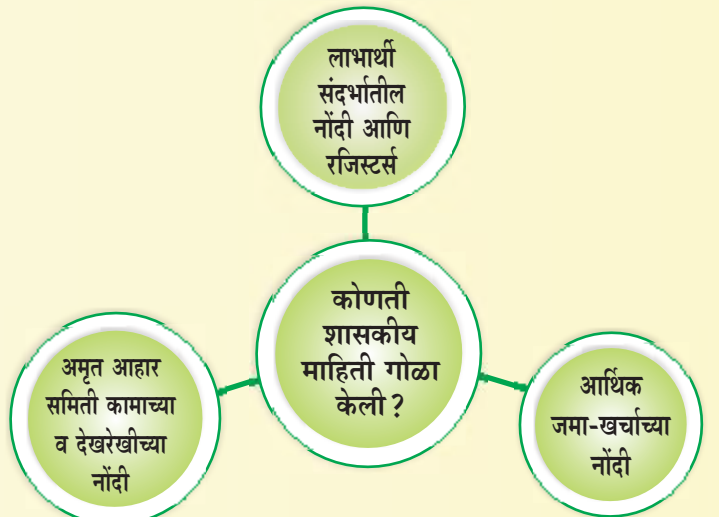 लाभार्थी
संदर्भातील
नोंदी आणि
रजिस्टर्स
कोणती
शासकीय
माहिती गोळा
केली?
अमृत आहार
समिती कामाच्या
व देखरेखीच्या
नोंदी
आर्थिक
जमा-खर्चाच्या
नोंदी